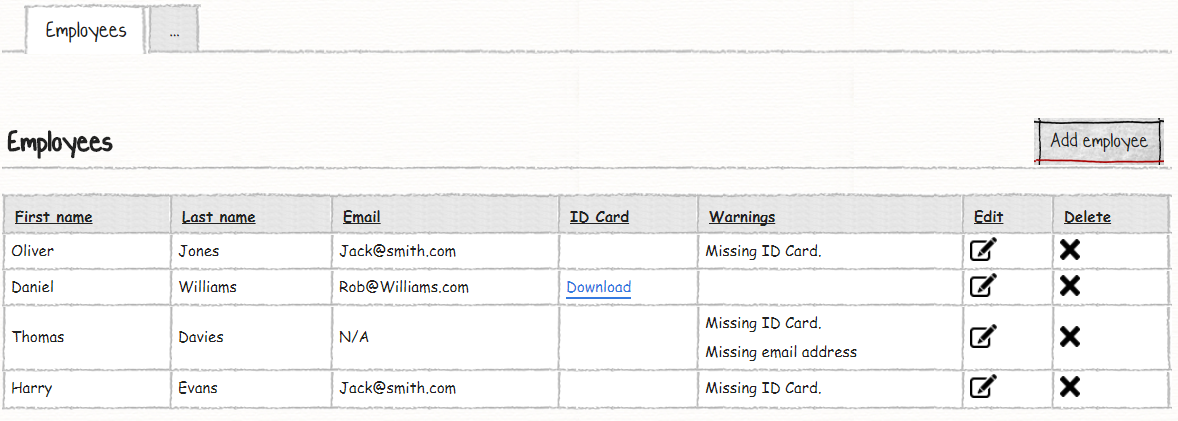 Employees ...
Employees
Add employee
First name Last name Email ID Card Warnings Edit Delete
Oliver Jones Jack@smith.com Missing ID Card.
Daniel Williams Rob@Williams.com Download
Thomas Davies N/A Missing ID Card.
Missing email address
Harry Evans Jack@smith.com Missing ID Card.